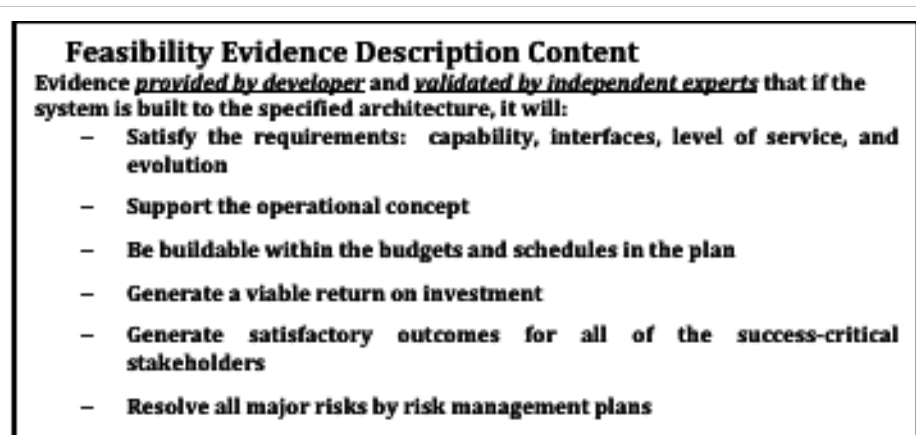 Feasibility Evidence Description Content
Evidence provided by developer and validated by independent experts that if the
system is built to the specified architecture, it will:
– Satisfy the requirements: capability, interfaces, level of service, and
evolution
– Support the operational concept
– Be buildable within the budgets and schedules in the plan
– Generate a viable return on investment
– Generate satisfactory outcomes for all of the success-critical
stakeholders
– Resolve all major risks by risk management plans